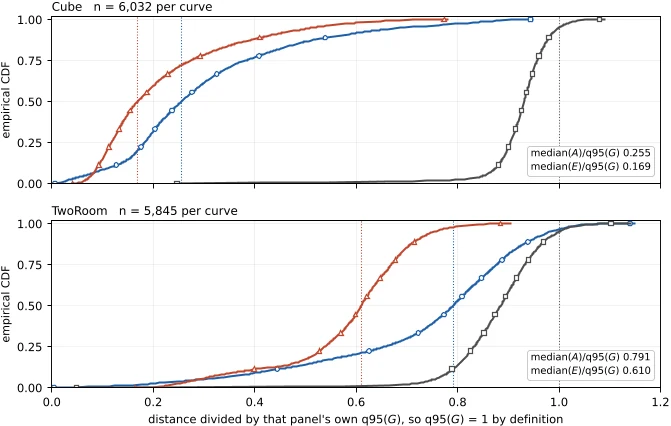 Cube n = 6,032 per curve
1.00
0.75
0.50
0.25
0.00
empirical CDF
median(A)/q95(G) 0.255
median(E)/q95(G) 0.169
TwoRoom n = 5,845 per curve
1.00
0.75
0.50
0.25
0.00
empirical CDF
median(A)/q95(G) 0.791
median(E)/q95(G) 0.610
0.0 0.2 0.4 0.6 0.8 1.0 1.2
distance divided by that panel's own q95(G), so q95(G) = 1 by definition